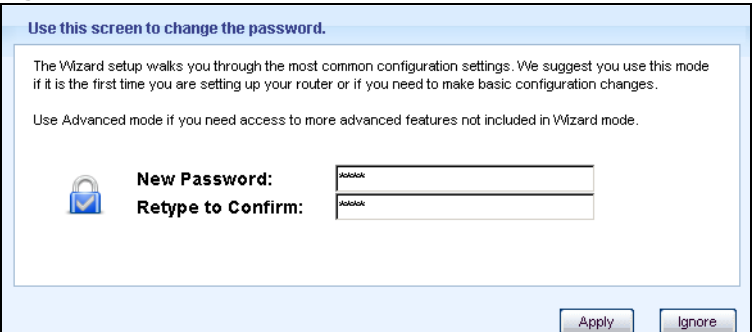 Use this screen to change the password.
The Wizard setup walks you through the most common configuration settings. We suggest you use this mode
if it is the first time you are setting up your router or if you need to make basic configuration changes.
Use Advanced mode if you need access to more advanced features not included in Wizard mode.
New Password: ****
Retype to Confirm: ****
Apply Ignore